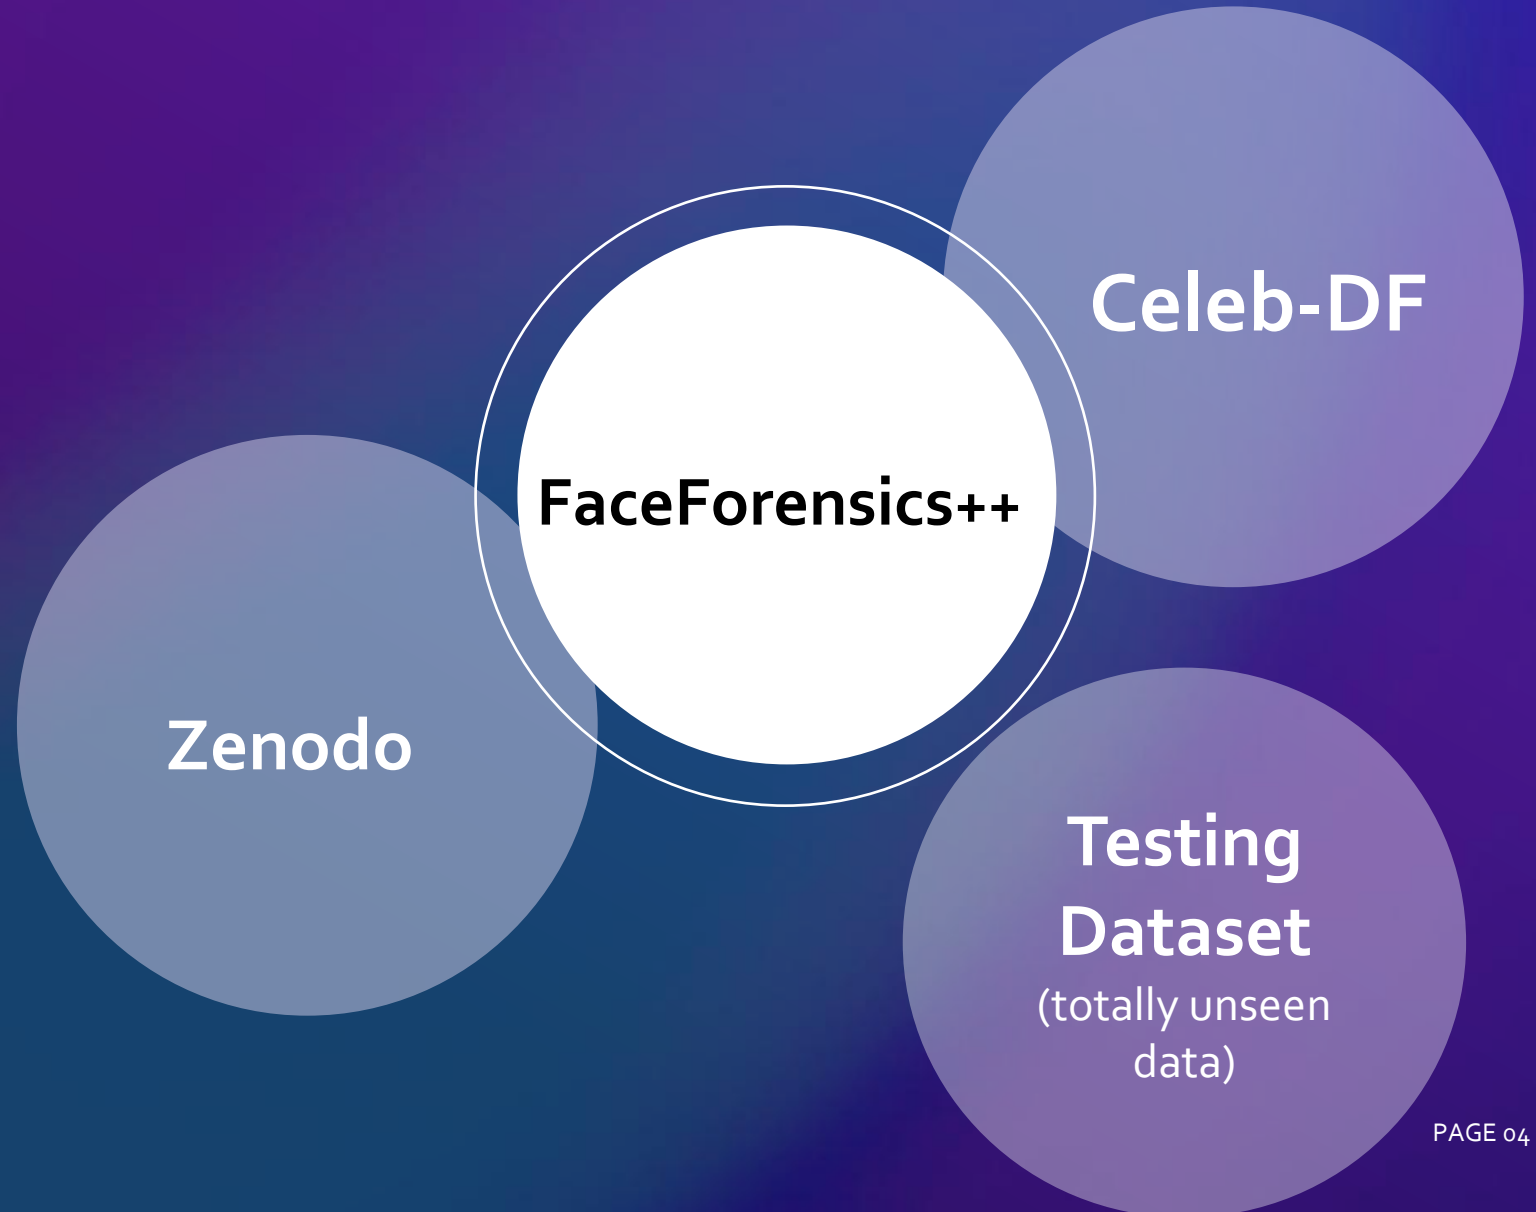 Celeb-DF
FaceForensics++
Zenodo
Testing
Dataset
(totally unseen
data)
PAGE 04